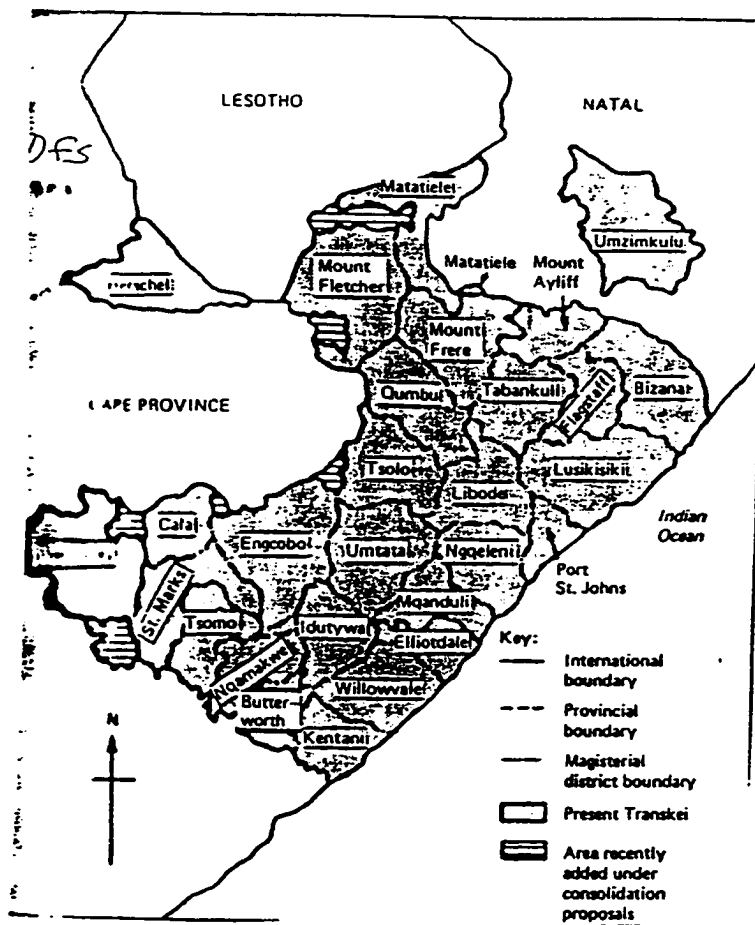 LESOTHO
NATAL
OFS
Matatiele
Umzimkulu
Mount
Fletcher
Matatiele
Mount
Ayliff
Herschel
Mount
Frere
CAPE PROVINCE
Qumbu
Tabankulu
Flagstaff
Bizana
Tsolo
Lusikisiki
Libode
Cala
Indian
Ocean
Engcobo
Umtata
Ngqeleni
Port
St. Johns
St. Marks
Mqanduli
Tsomo
Idutywa
Elliotdale
Nqamakwe
Willowvale
Butter-
worth
Kentani
N
Key:
International
boundary
Provincial
boundary
Magisterial
district boundary
Present Transkei
Area recently
added under
consolidation
proposals